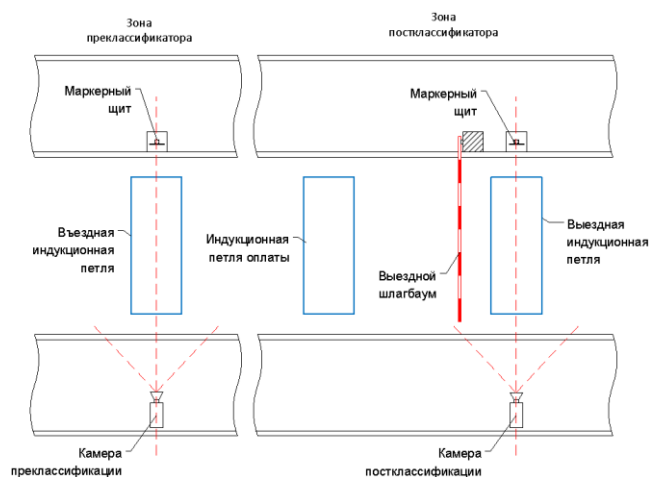 Зона
преклассификатора
Зона
постклассификатора
Маркерный
щит
Маркерный
щит
Въездная
индукционная
петля
Индукционная
петля оплаты
Выездной
шлагбаум
Выездная
индукционная
петля
Камера
преклассификации
Камера
постклассификации